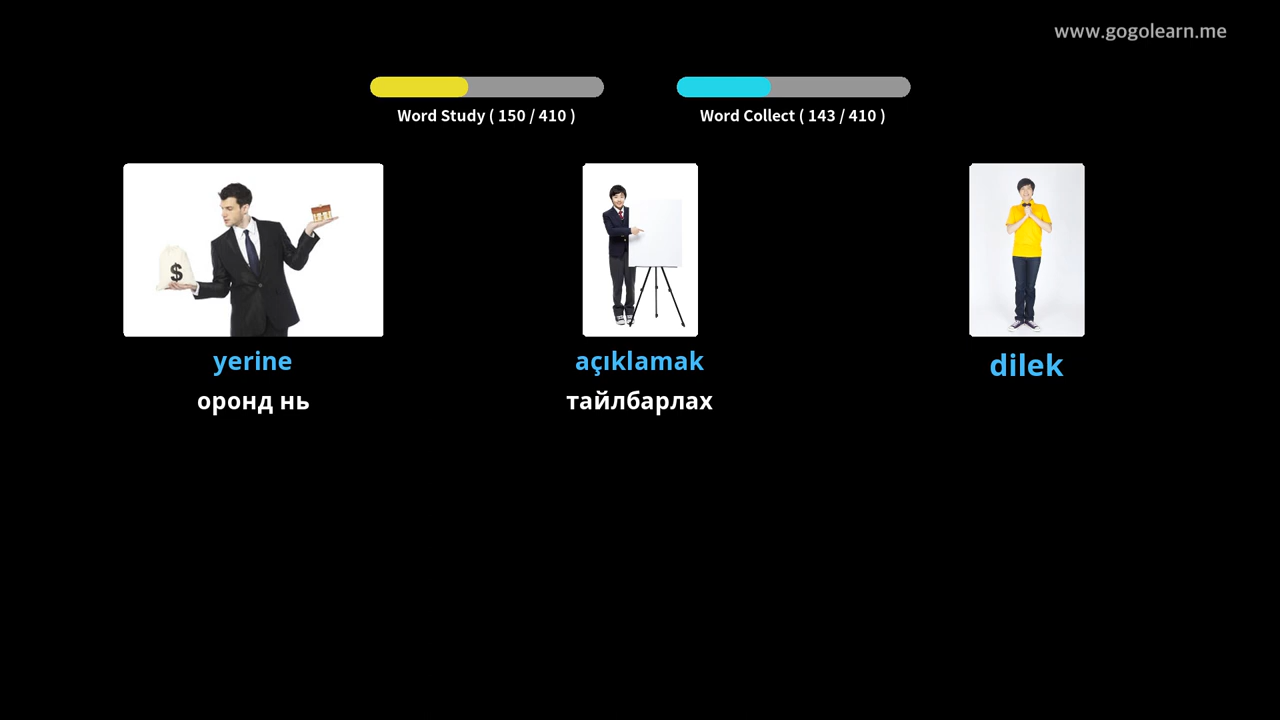 www.gogolearn.me
Word Study ( 150 / 410 )
Word Collect ( 143 / 410 )
$
yerine
açıklamak
dilek
оронд нь
тайлбарлах